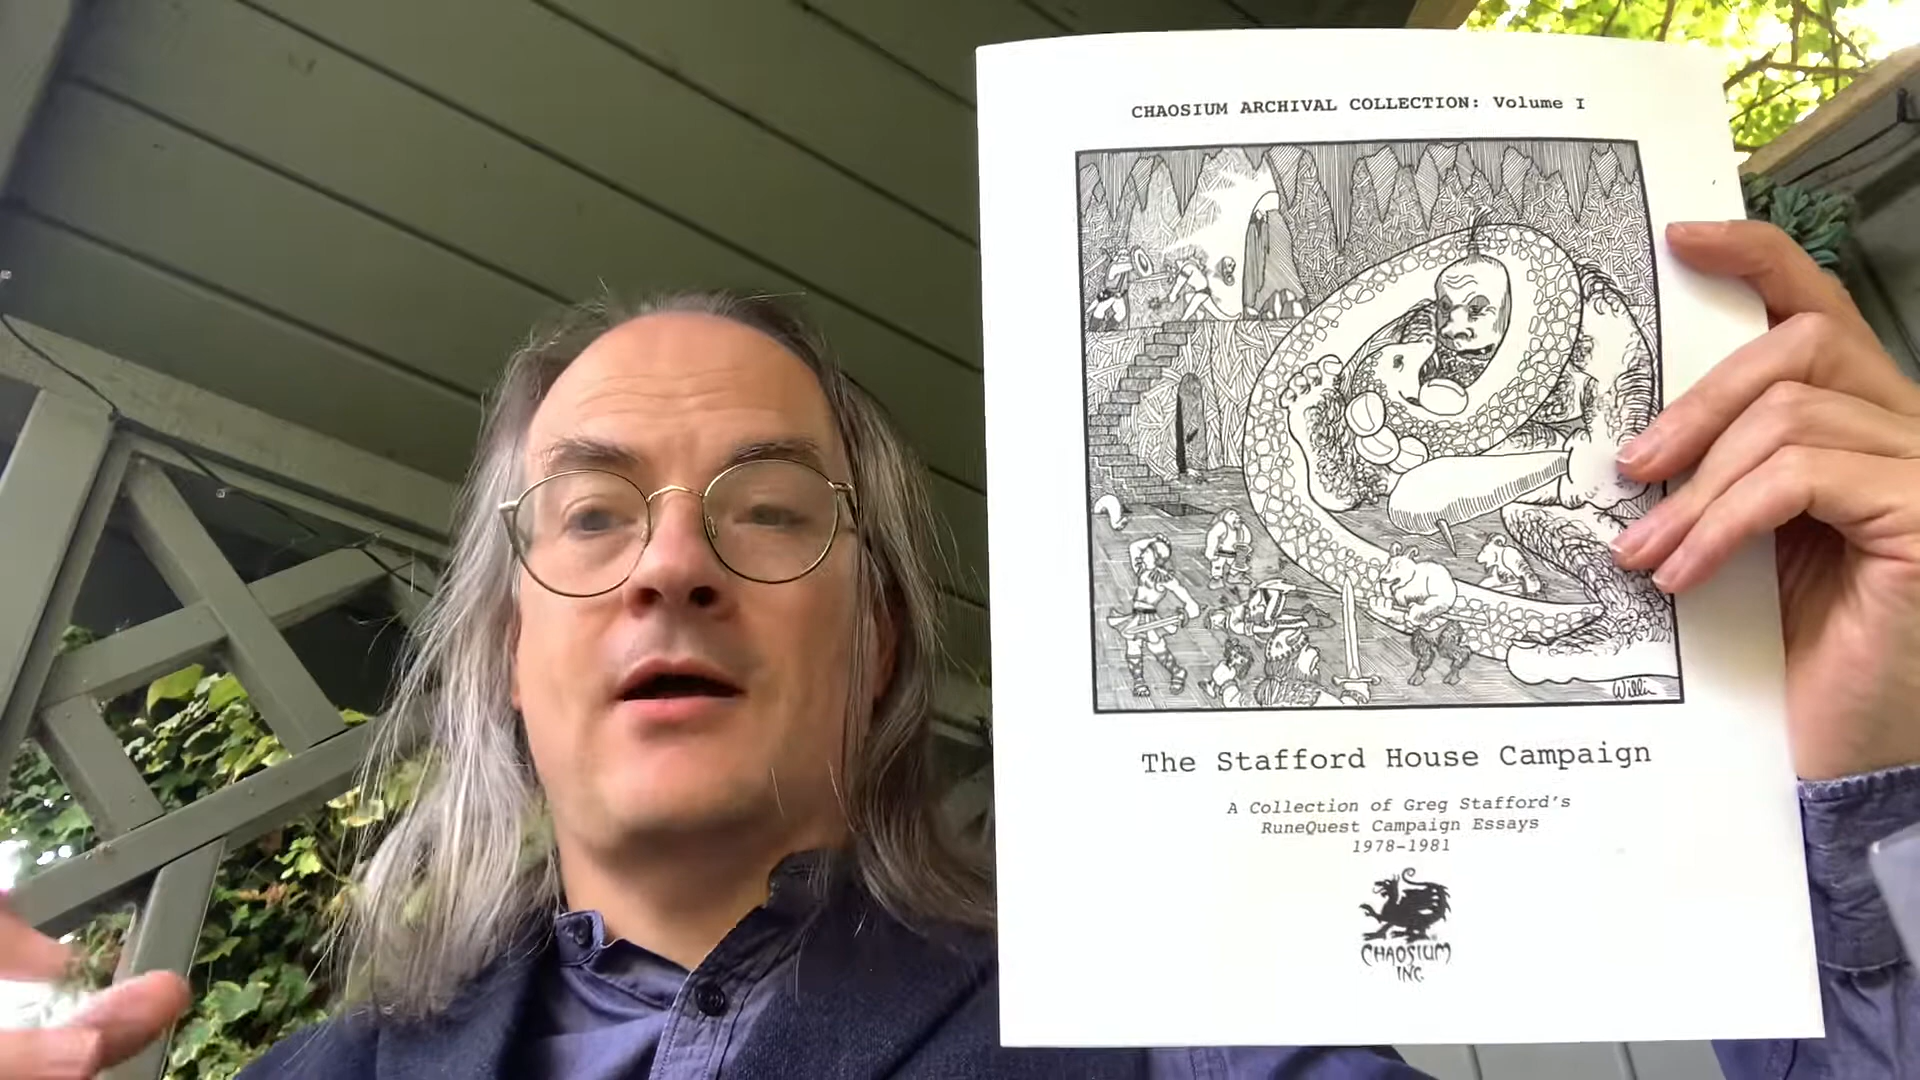 CHAOSIUM ARCHIVAL COLLECTION: Volume I
Willis
The Stafford House Campaign
A Collection of Greg Stafford's
RuneQuest Campaign Essays
1978-1981
CHAOSIUM
INC.